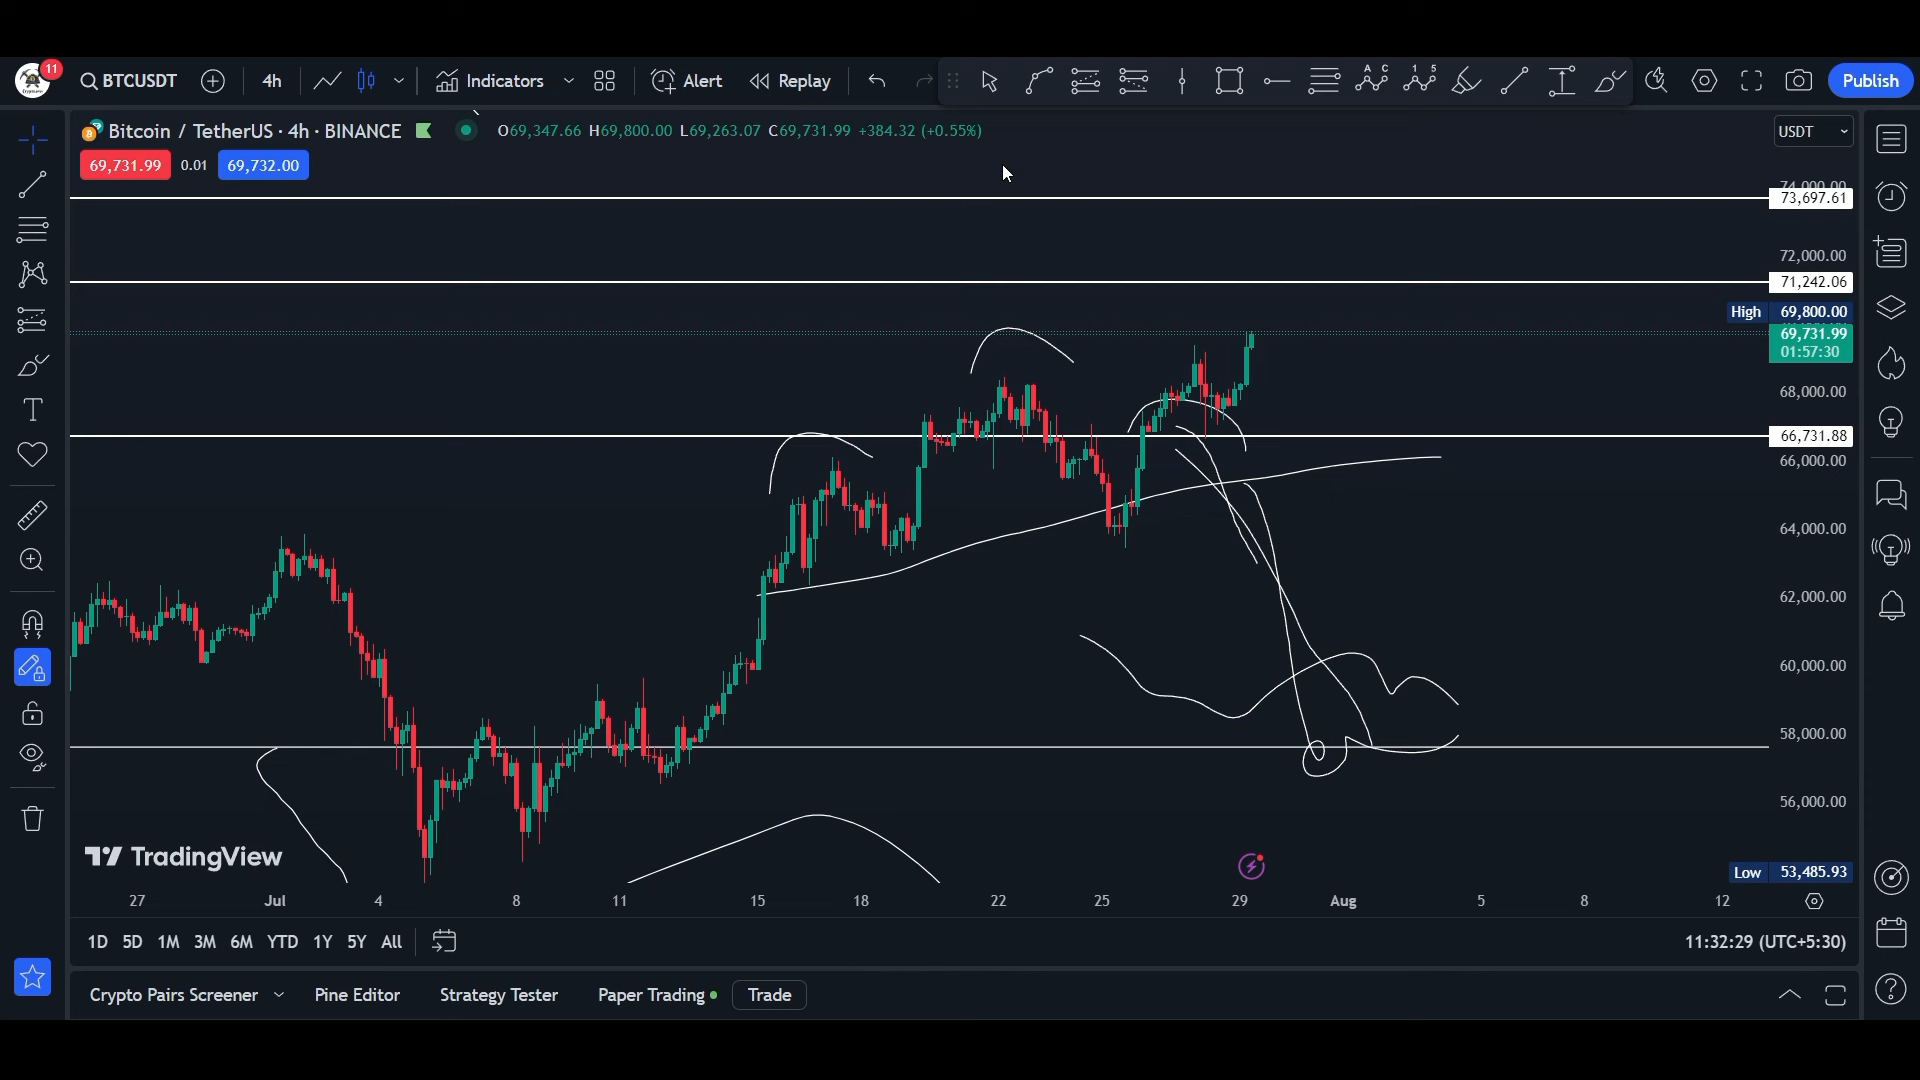 11
BTCUSDT 4h Indicators Alert Replay A C 1 5 Publish
Bitcoin / TetherUS · 4h · BINANCE O69,347.66 H69,800.00 L69,263.07 C69,731.99 +384.32 (+0.55%) USDT
69,731.99 0.01 69,732.00
74,000.00
73,697.61
72,000.00
71,242.06
High 69,800.00
69,731.99
01:57:30
68,000.00
66,731.88
66,000.00
64,000.00
62,000.00
60,000.00
58,000.00
56,000.00
TradingView
Low 53,485.93
27 Jul 4 8 11 15 18 22 25 29 Aug 5 8 12
1D 5D 1M 3M 6M YTD 1Y 5Y All 11:32:29 (UTC+5:30)
Crypto Pairs Screener Pine Editor Strategy Tester Paper Trading Trade